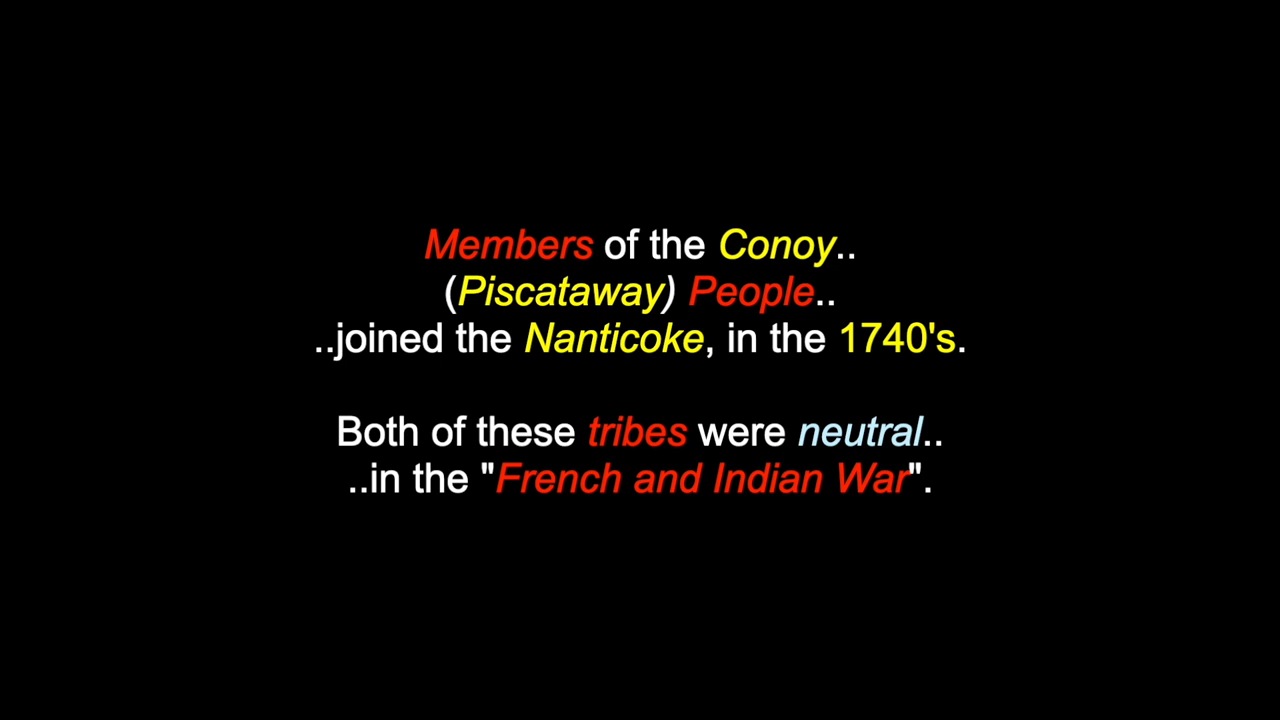 Members of the Conoy..
(Piscataway) People..
..joined the Nanticoke, in the 1740's.
Both of these tribes were neutral..
..in the "French and Indian War".